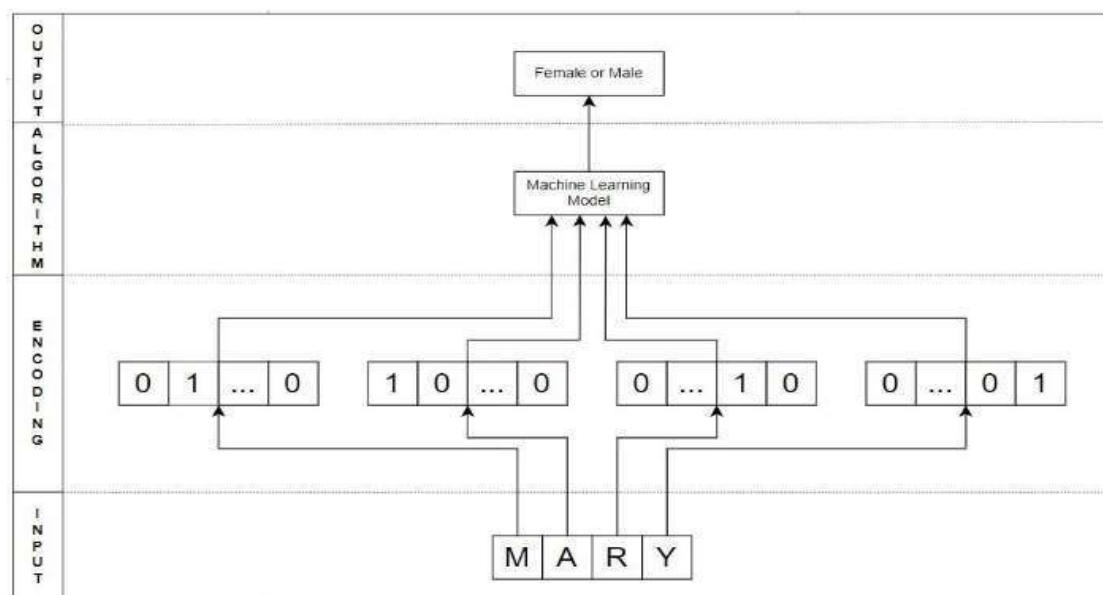 OUTPUT
Female or Male
ALGORITHM
Machine Learning
Model
ENCODING
0 1 ... 0
1 0 ... 0
0 ... 1 0
0 ... 0 1
INPUT
M A R Y